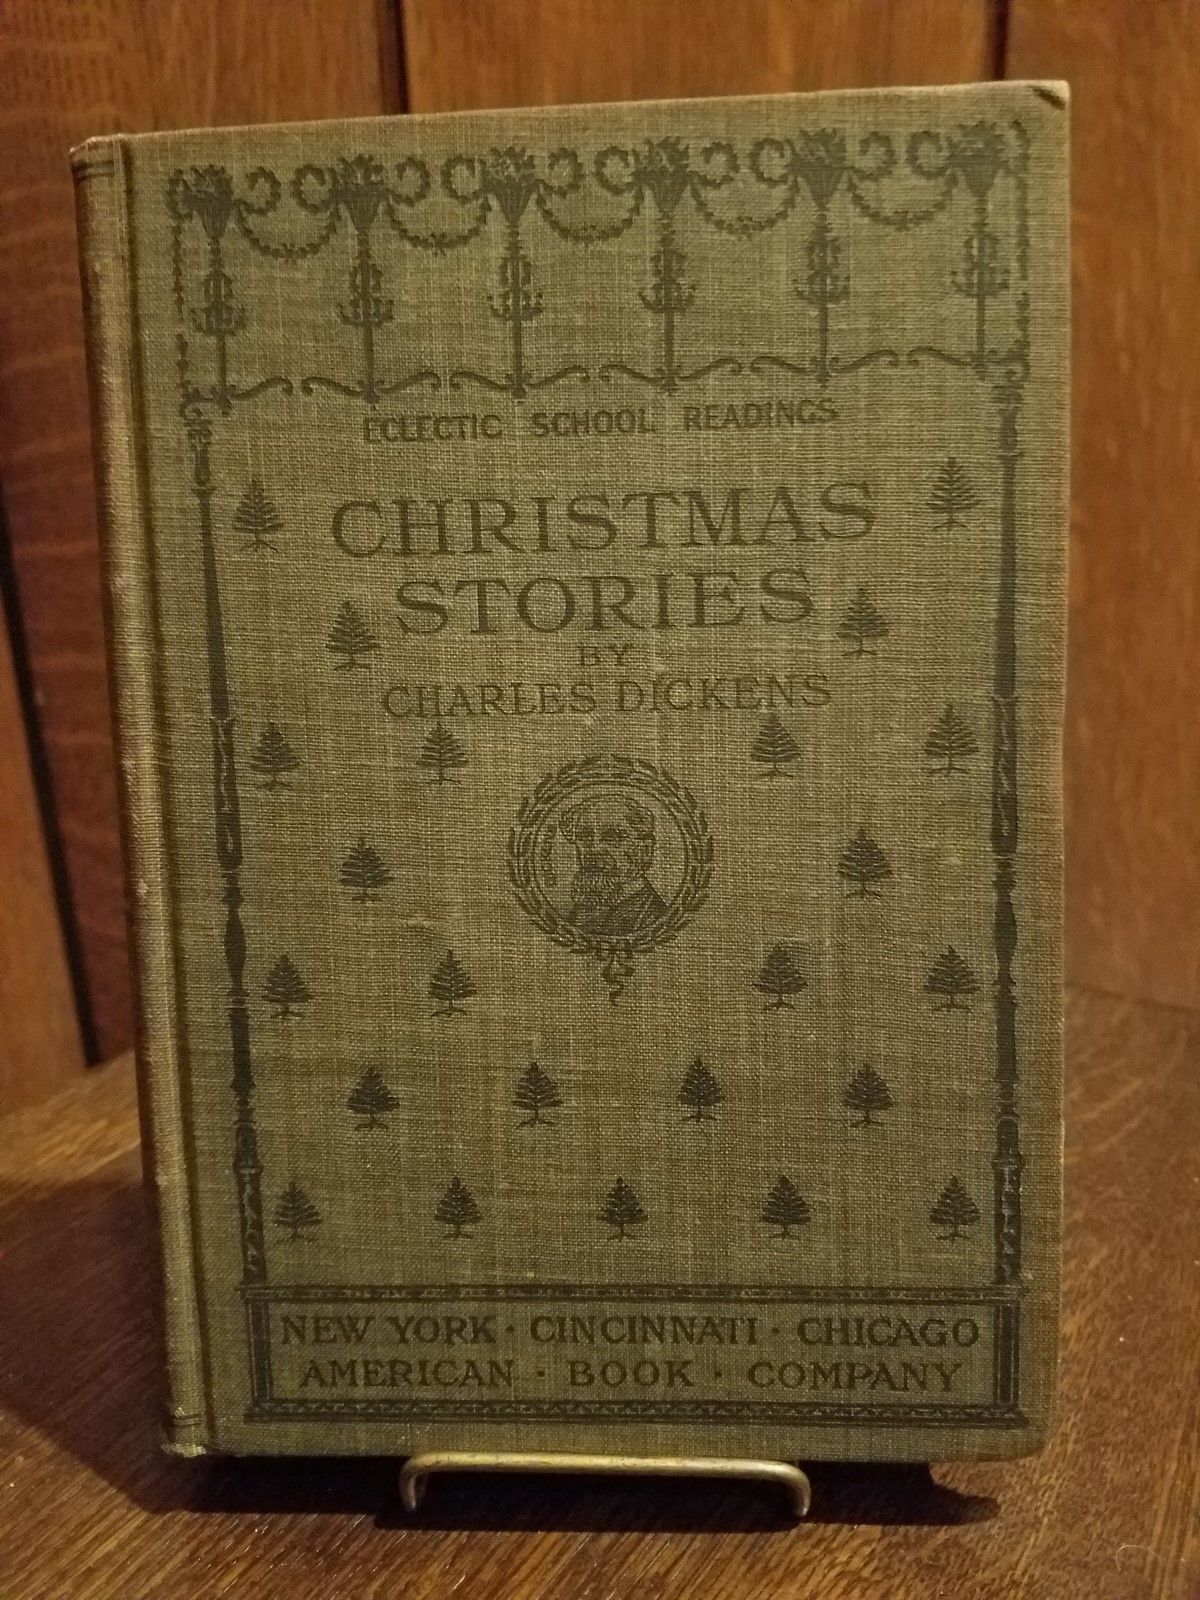 ECLECTIC SCHOOL READINGS
CHRISTMAS
STORIES
BY
CHARLES DICKENS
NEW YORK · CINCINNATI · CHICAGO
AMERICAN · BOOK · COMPANY